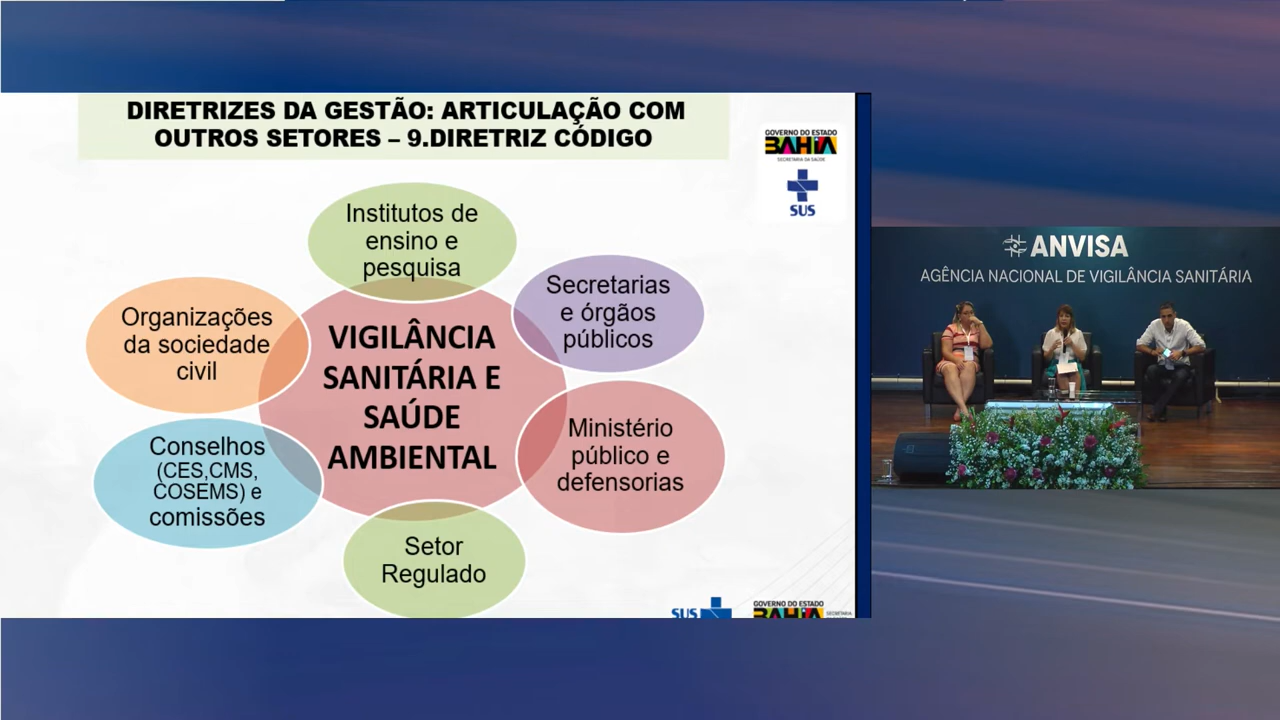 DIRETRIZES DA GESTÃO: ARTICULAÇÃO COM
OUTROS SETORES – 9.DIRETRIZ CÓDIGO
GOVERNO DO ESTADO
BAHIA
SECRETARIA DA SAÚDE
SUS
Institutos de
ensino e
pesquisa
Secretarias
e órgãos
públicos
Organizações
da sociedade
civil
VIGILÂNCIA
SANITÁRIA E
SAÚDE
AMBIENTAL
Ministério
público e
defensorias
Conselhos
(CES,CMS,
COSEMS) e
comissões
Setor
Regulado
SUS
GOVERNO DO ESTADO
BAHIA
SECRETARIA
ANVISA
AGÊNCIA NACIONAL DE VIGILÂNCIA SANITÁRIA